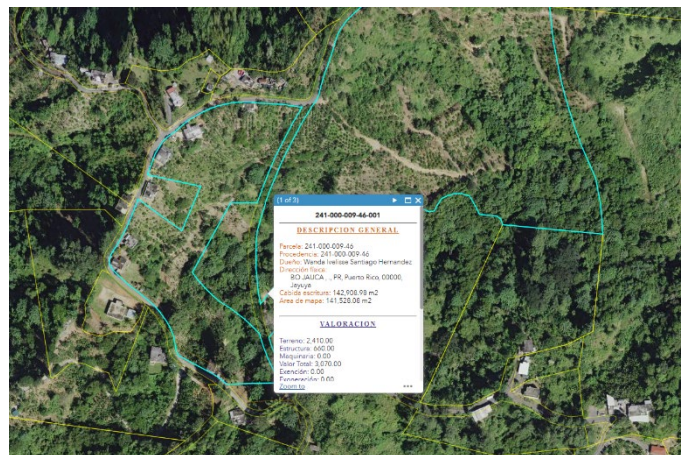 (1 of 3)
241-000-009-46-001
DESCRIPCION GENERAL
Parcela: 241-000-009-46
Procedencia: 241-000-009-46
Dueño: Wanda Ivelisse Santiago Hernandez
Dirección física:
BO JAUCA , ., PR, Puerto Rico, 00000,
Jayuya
Cabida escritura: 142,908.98 m2
Area de mapa: 141,528.08 m2
VALORACION
Terreno: 2,410.00
Estructura: 660.00
Maquinaria: 0.00
Valor Total: 3,070.00
Exención: 0.00
Exoneración: 0.00
Zoom to